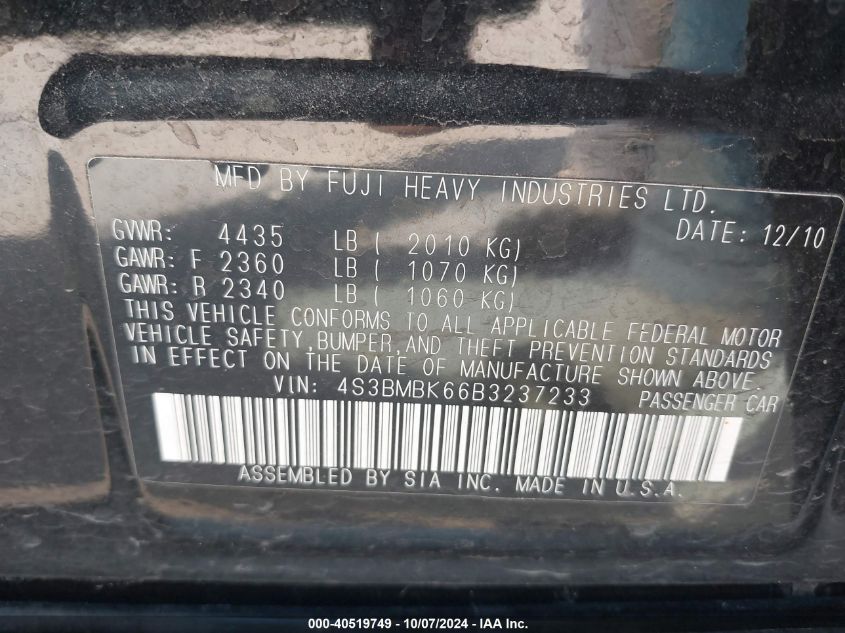 MFD BY FUJI HEAVY INDUSTRIES LTD.
DATE: 12/10
GVWR: 4435 LB ( 2010 KG)
GAWR: F 2360 LB ( 1070 KG)
GAWR: R 2340 LB ( 1060 KG)
THIS VEHICLE CONFORMS TO ALL APPLICABLE FEDERAL MOTOR
VEHICLE SAFETY, BUMPER, AND THEFT PREVENTION STANDARDS
IN EFFECT ON THE DATE OF MANUFACTURE SHOWN ABOVE.
VIN: 4S3BMBK66B3237233 PASSENGER CAR
ASSEMBLED BY SIA INC. MADE IN U.S.A.
000-40519749 - 10/07/2024 - IAA Inc.